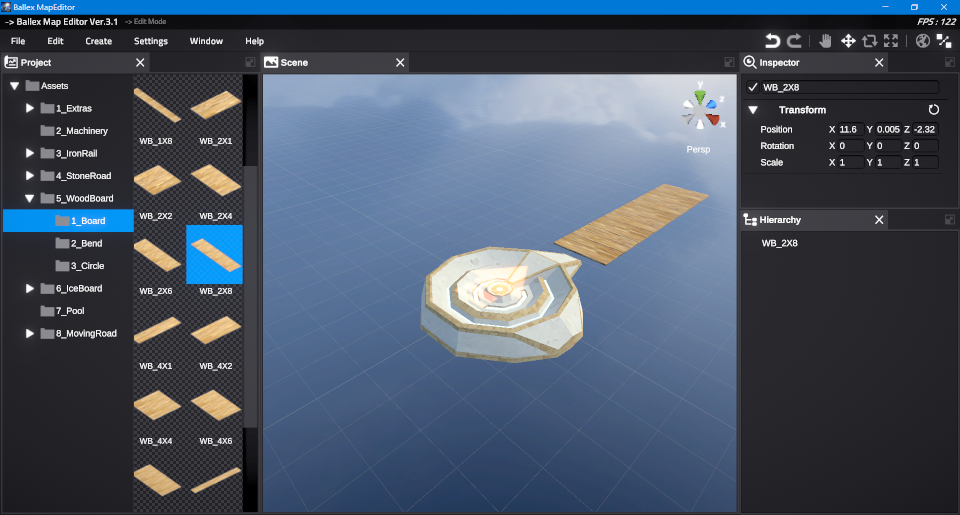 Ballex MapEditor
-> Ballex Map Editor Ver.3.1 -> Edit Mode FPS : 122
File Edit Create Settings Window Help
Project
Assets
1_Extras
2_Machinery
3_IronRail
4_StoneRoad
5_WoodBoard
1_Board
2_Bend
3_Circle
6_IceBoard
7_Pool
8_MovingRoad
WB_1X8 WB_2X1
WB_2X2 WB_2X4
WB_2X6 WB_2X8
WB_4X1 WB_4X2
WB_4X4 WB_4X6
Scene
Y
Z
X
Persp
Inspector
WB_2X8
Transform
Position X 11.6 Y 0.005 Z -2.32
Rotation X 0 Y 0 Z 0
Scale X 1 Y 1 Z 1
Hierarchy
WB_2X8